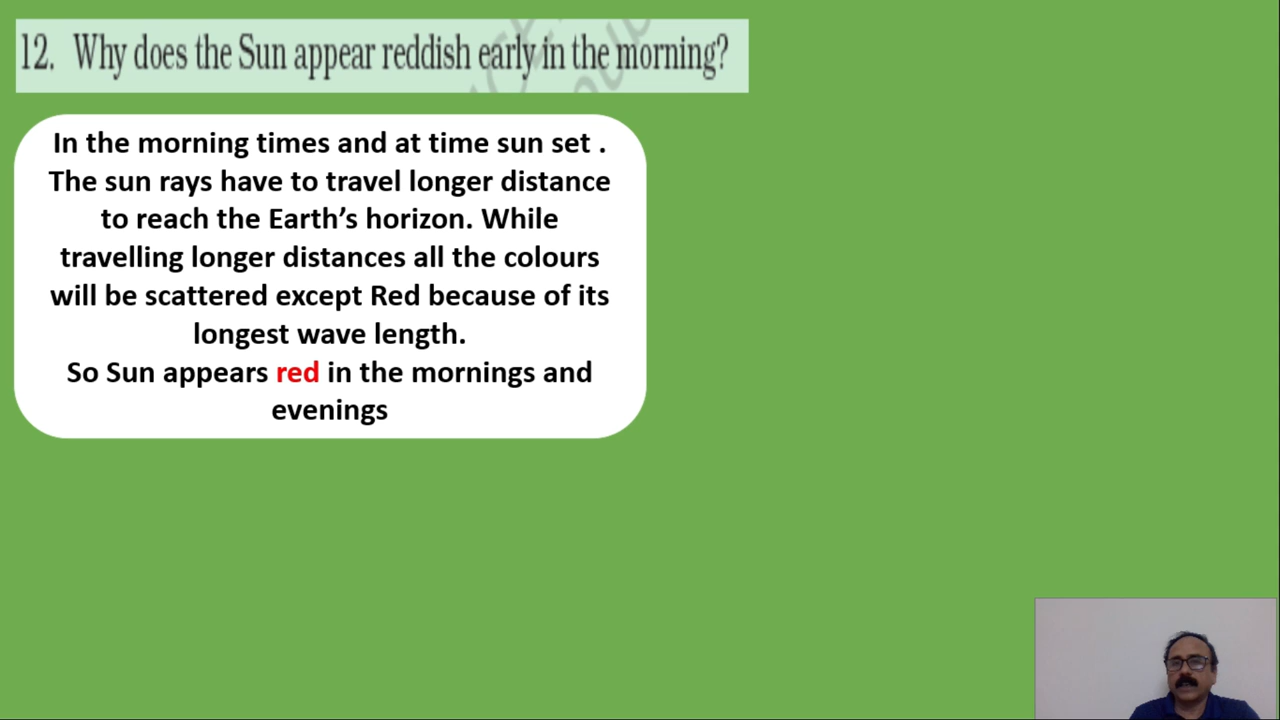 12. Why does the Sun appear reddish early in the morning?
In the morning times and at time sun set .
The sun rays have to travel longer distance
to reach the Earth's horizon. While
travelling longer distances all the colours
will be scattered except Red because of its
longest wave length.
So Sun appears red in the mornings and
evenings